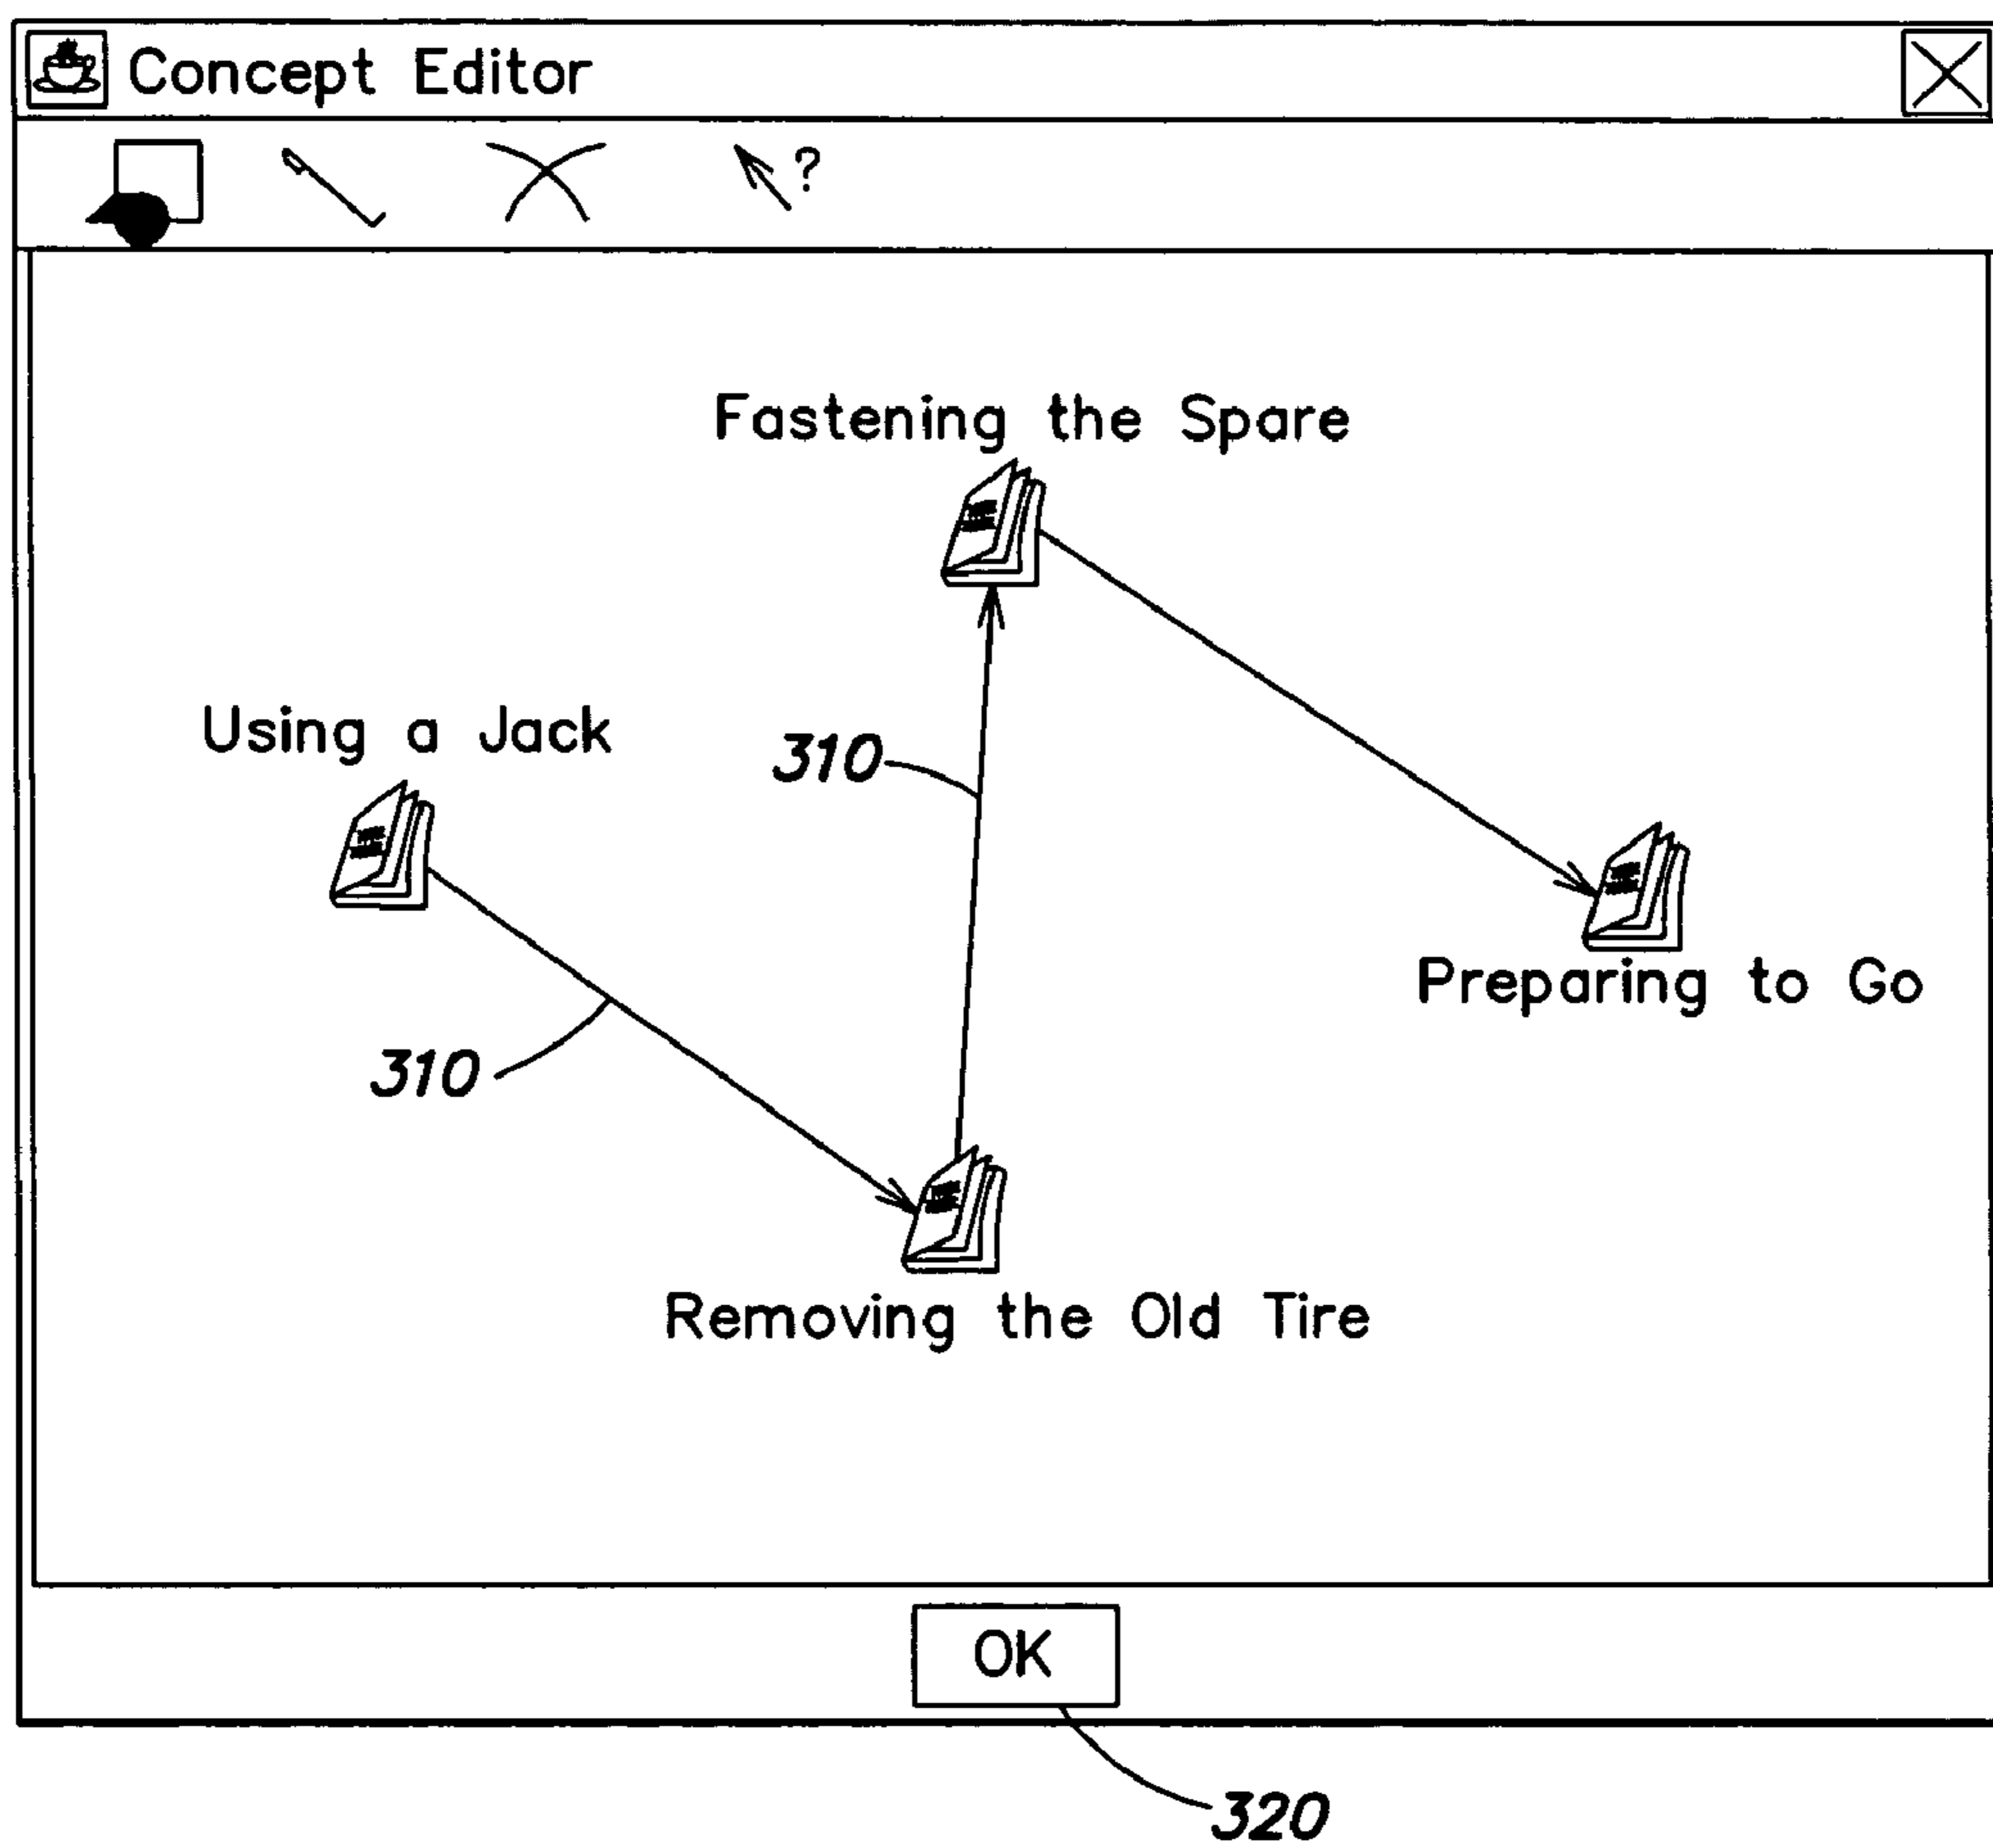 Concept Editor
?
Fastening the Spare
Using a Jack
310
Preparing to Go
310
Removing the Old Tire
OK
320